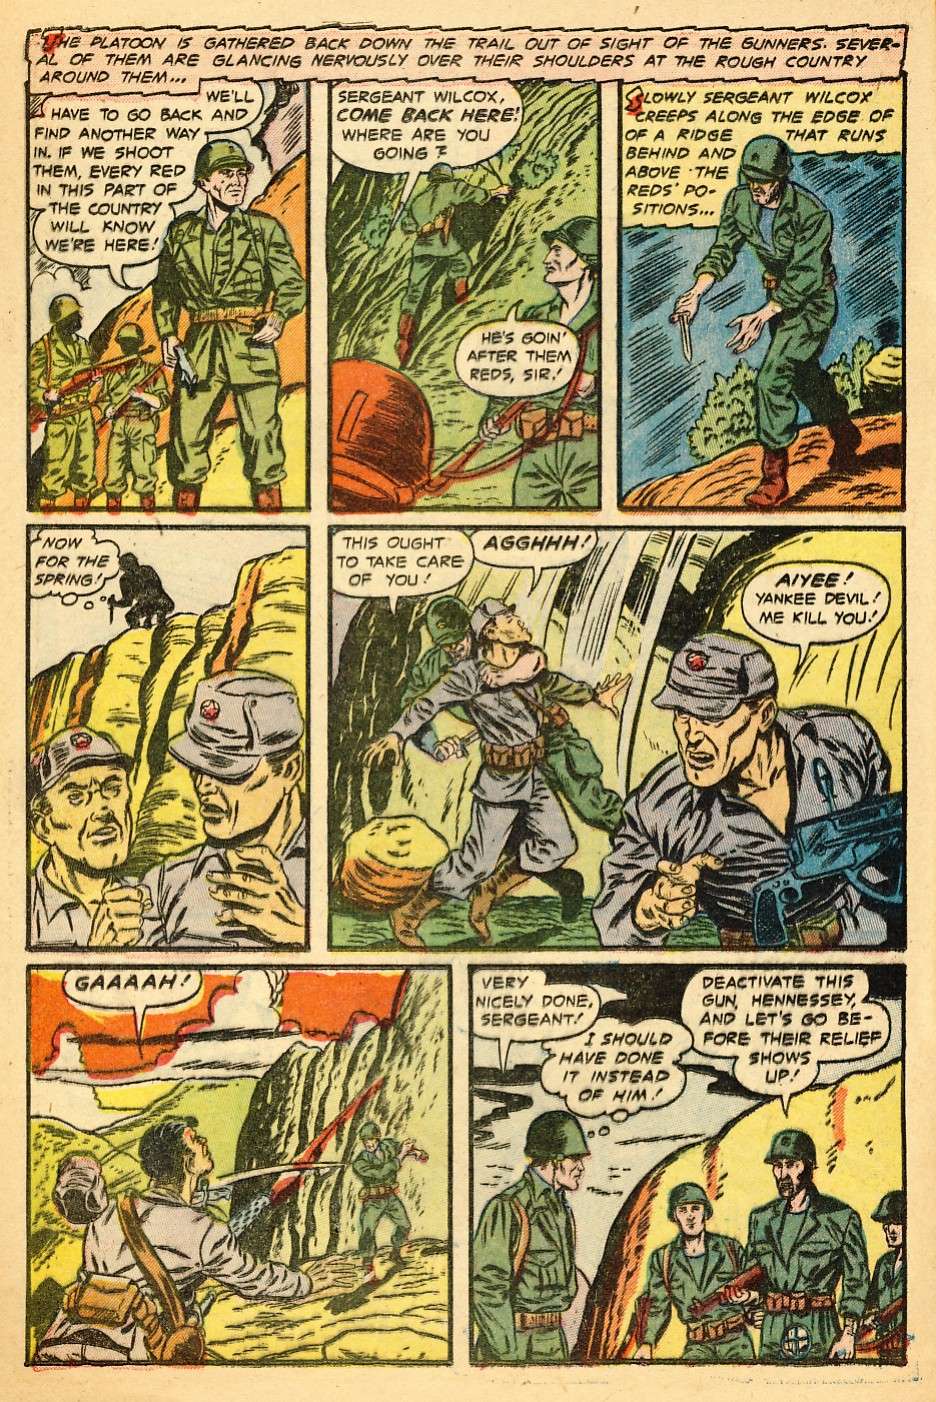 THE PLATOON IS GATHERED BACK DOWN THE TRAIL OUT OF SIGHT OF THE GUNNERS. SEVER-
AL OF THEM ARE GLANCING NERVOUSLY OVER THEIR SHOULDERS AT THE ROUGH COUNTRY
AROUND THEM...
WE'LL
HAVE TO GO BACK AND
FIND ANOTHER WAY
IN. IF WE SHOOT
THEM, EVERY RED
IN THIS PART OF
THE COUNTRY
WILL KNOW
WE'RE HERE!
SERGEANT WILCOX,
COME BACK HERE!
WHERE ARE YOU
GOING?
HE'S GOIN'
AFTER THEM
REDS, SIR!
SLOWLY SERGEANT WILCOX
CREEPS ALONG THE EDGE OF
OF A RIDGE THAT RUNS
BEHIND AND
ABOVE THE
REDS' PO-
SITIONS...
NOW
FOR THE
SPRING!
THIS OUGHT
TO TAKE CARE
OF YOU!
AGGHHH!
AIYEE!
YANKEE DEVIL!
ME KILL YOU!
GAAAAH!
VERY
NICELY DONE,
SERGEANT!
I SHOULD
HAVE DONE
IT INSTEAD
OF HIM!
DEACTIVATE THIS
GUN, HENNESSEY,
AND LET'S GO BE-
FORE THEIR RELIEF
SHOWS
UP!